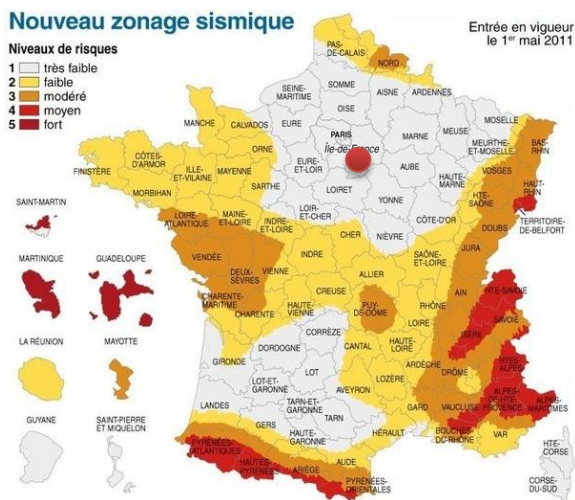 Nouveau zonage sismique
Entrée en vigueur
le 1er mai 2011
Niveaux de risques
1 très faible
2 faible
3 modéré
4 moyen
5 fort
PAS-
DE-CALAIS
NORD
SOMME
SEINE-
MARITIME
AISNE
ARDENNES
OISE
MANCHE
CALVADOS
EURE
PARIS
Île-de-France
MARNE
MEUSE
MOSELLE
MEURTHE-
ET-MOSELLE
BAS-
RHIN
ORNE
FINISTÈRE
CÔTES-
D'ARMOR
ILLE-
ET-VILAINE
MAYENNE
EURE-
ET-LOIR
AUBE
HAUTE-
MARNE
VOSGES
HAUT-
RHIN
MORBIHAN
SARTHE
LOIRET
YONNE
HTE-
SAÔNE
TERRITOIRE-
DE-BELFORT
SAINT-MARTIN
LOIRE-
ATLANTIQUE
MAINE-
ET-LOIRE
INDRE-
ET-LOIRE
LOIR-
ET-CHER
CHER
NIÈVRE
CÔTE-D'OR
DOUBS
MARTINIQUE
GUADELOUPE
VENDÉE
DEUX-
SÈVRES
VIENNE
INDRE
SAÔNE-
ET-LOIRE
JURA
ALLIER
CHARENTE-
MARITIME
CHARENTE
HAUTE-
VIENNE
CREUSE
PUY-
DE-DÔME
LOIRE
RHÔNE
AIN
HTE-SAVOIE
SAVOIE
LA RÉUNION
MAYOTTE
CORRÈZE
CANTAL
HAUTE-
LOIRE
ISÈRE
GIRONDE
DORDOGNE
LOT
AVEYRON
LOZÈRE
ARDÈCHE
DRÔME
HTES-
ALPES
LOT-ET-
GARONNE
TARN-ET-
GARONNE
TARN
GARD
VAUCLUSE
ALPES-
DE-HTE-
PROVENCE
ALPES-
MARITIMES
LANDES
GERS
HAUTE-
GARONNE
HÉRAULT
BOUCHES-
DU-RHÔNE
VAR
GUYANE
SAINT-PIERRE
ET MIQUELON
PYRÉNÉES-
ATLANTIQUES
HAUTES-
PYRÉNÉES
ARIÈGE
AUDE
PYRÉNÉES-
ORIENTALES
HTE-
CORSE
CORSE-
DU-SUD